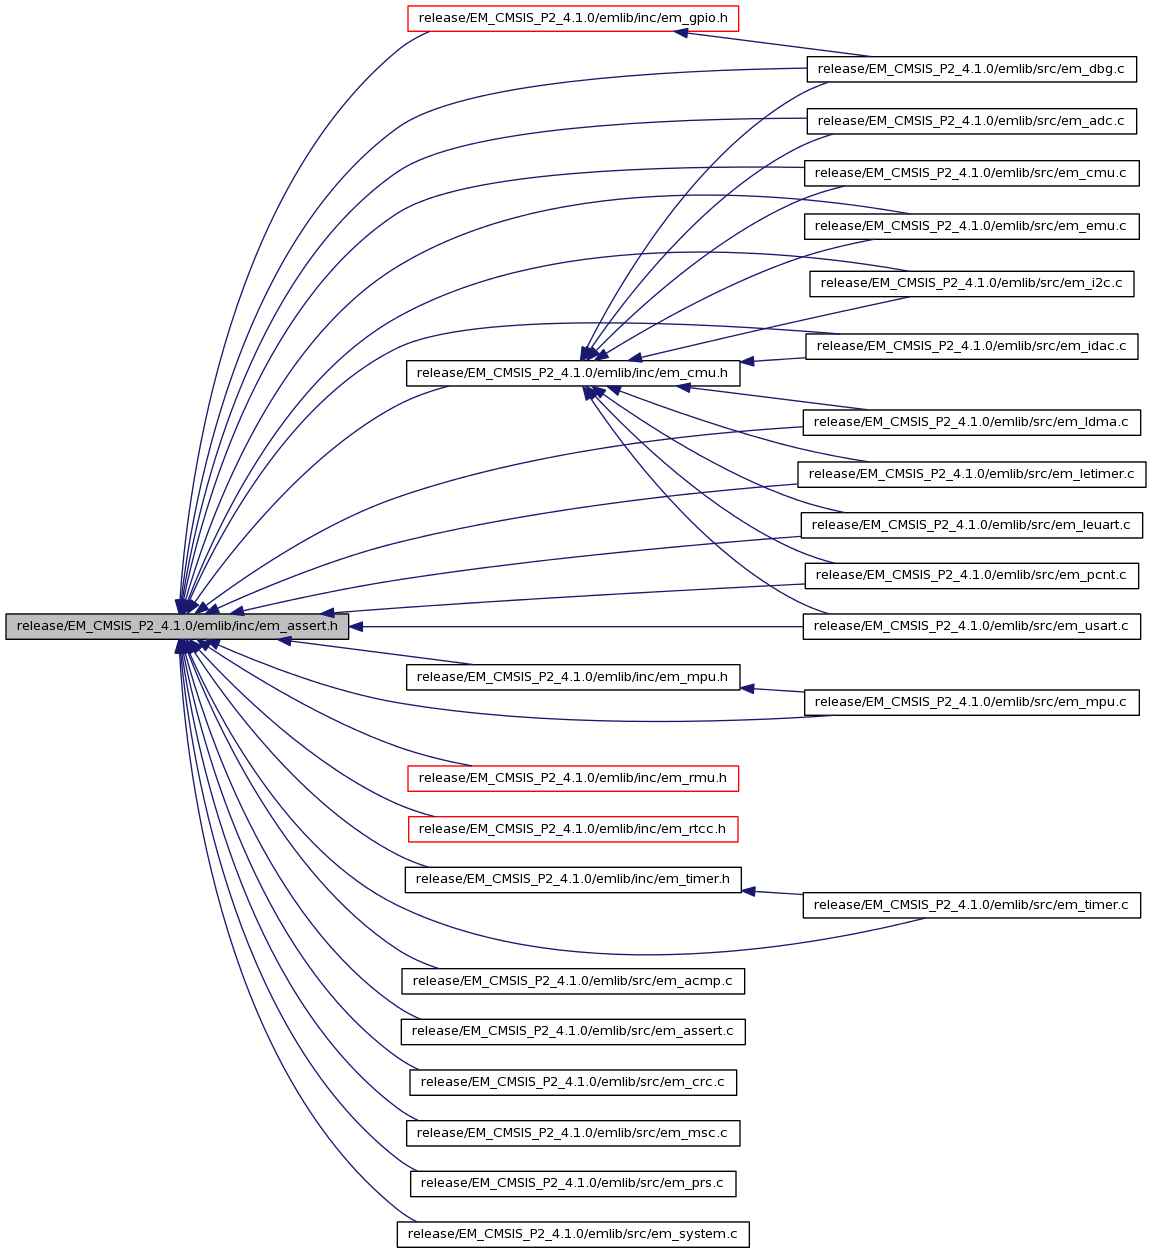 release/EM_CMSIS_P2_4.1.0/emlib/inc/em_gpio.h
release/EM_CMSIS_P2_4.1.0/emlib/src/em_dbg.c
release/EM_CMSIS_P2_4.1.0/emlib/src/em_adc.c
release/EM_CMSIS_P2_4.1.0/emlib/src/em_cmu.c
release/EM_CMSIS_P2_4.1.0/emlib/src/em_emu.c
release/EM_CMSIS_P2_4.1.0/emlib/src/em_i2c.c
release/EM_CMSIS_P2_4.1.0/emlib/src/em_idac.c
release/EM_CMSIS_P2_4.1.0/emlib/inc/em_cmu.h
release/EM_CMSIS_P2_4.1.0/emlib/src/em_ldma.c
release/EM_CMSIS_P2_4.1.0/emlib/src/em_letimer.c
release/EM_CMSIS_P2_4.1.0/emlib/src/em_leuart.c
release/EM_CMSIS_P2_4.1.0/emlib/src/em_pcnt.c
release/EM_CMSIS_P2_4.1.0/emlib/inc/em_assert.h
release/EM_CMSIS_P2_4.1.0/emlib/src/em_usart.c
release/EM_CMSIS_P2_4.1.0/emlib/inc/em_mpu.h
release/EM_CMSIS_P2_4.1.0/emlib/src/em_mpu.c
release/EM_CMSIS_P2_4.1.0/emlib/inc/em_rmu.h
release/EM_CMSIS_P2_4.1.0/emlib/inc/em_rtcc.h
release/EM_CMSIS_P2_4.1.0/emlib/inc/em_timer.h
release/EM_CMSIS_P2_4.1.0/emlib/src/em_timer.c
release/EM_CMSIS_P2_4.1.0/emlib/src/em_acmp.c
release/EM_CMSIS_P2_4.1.0/emlib/src/em_assert.c
release/EM_CMSIS_P2_4.1.0/emlib/src/em_crc.c
release/EM_CMSIS_P2_4.1.0/emlib/src/em_msc.c
release/EM_CMSIS_P2_4.1.0/emlib/src/em_prs.c
release/EM_CMSIS_P2_4.1.0/emlib/src/em_system.c